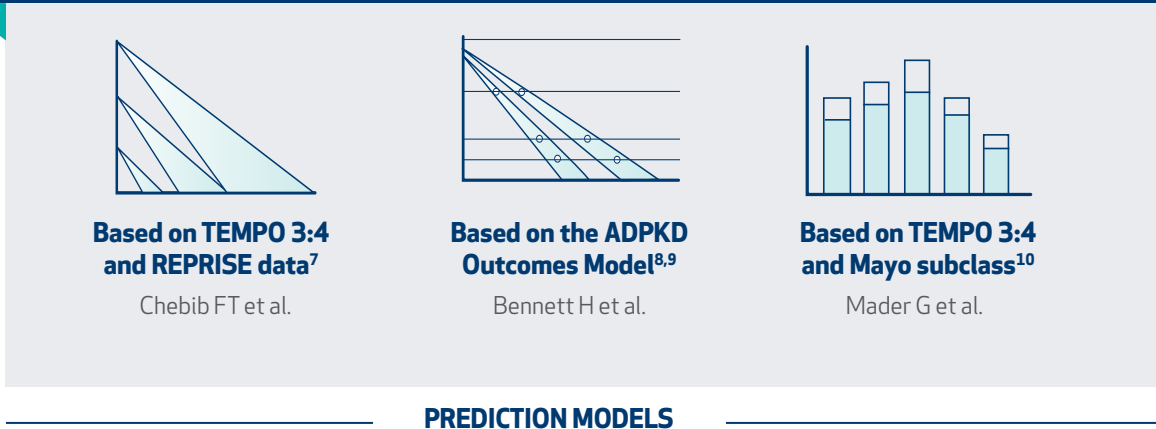 Based on TEMPO 3:4
and REPRISE data7
Chebib FT et al.
Based on the ADPKD
Outcomes Model8,9
Bennett H et al.
Based on TEMPO 3:4
and Mayo subclass10
Mader G et al.
PREDICTION MODELS